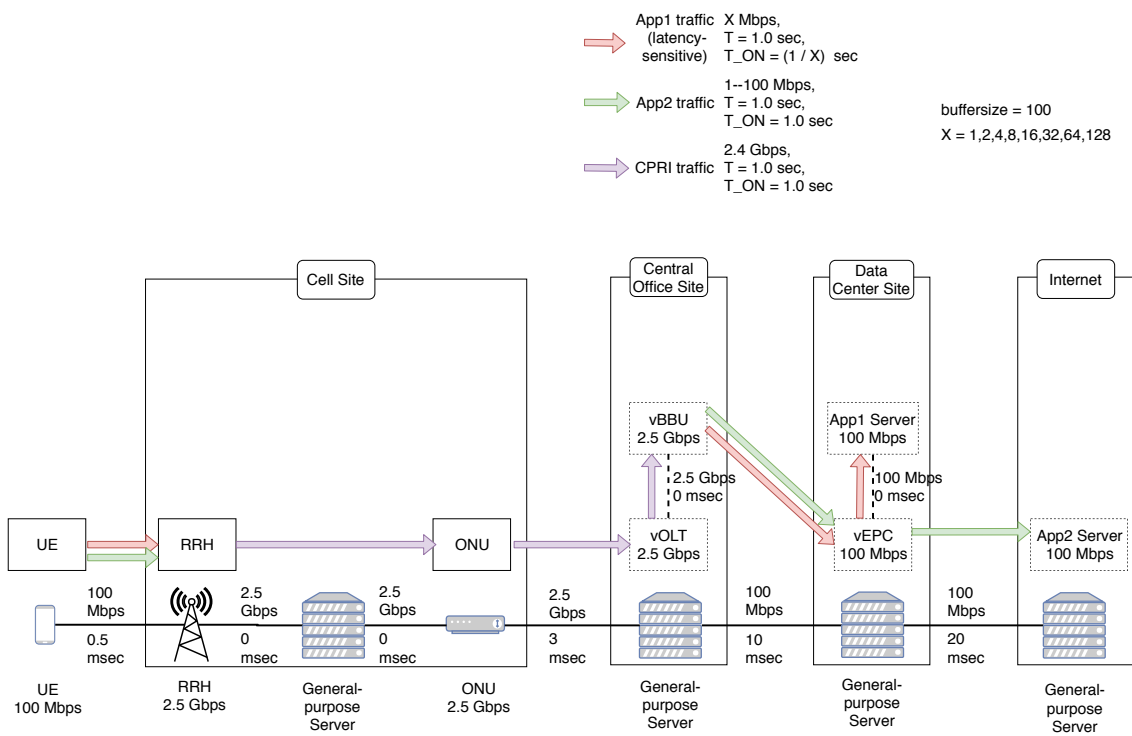 App1 traffic
(latency-
sensitive)
X Mbps,
T = 1.0 sec,
T_ON = (1 / X)  sec
App2 traffic
1--100 Mbps,
T = 1.0 sec,
T_ON = 1.0 sec
CPRI traffic
2.4 Gbps,
T = 1.0 sec,
T_ON = 1.0 sec
buffersize = 100
X = 1,2,4,8,16,32,64,128
Cell Site
Central
Office Site
Data
Center Site
Internet
vBBU
2.5 Gbps
App1 Server
100 Mbps
2.5 Gbps
0 msec
100 Mbps
0 msec
UE
RRH
ONU
vOLT
2.5 Gbps
vEPC
100 Mbps
App2 Server
100 Mbps
100
Mbps
0.5
msec
2.5
Gbps
0
msec
2.5
Gbps
0
msec
2.5
Gbps
3
msec
100
Mbps
10
msec
100
Mbps
20
msec
UE
100 Mbps
RRH
2.5 Gbps
General-
purpose
Server
ONU
2.5 Gbps
General-
purpose
Server
General-
purpose
Server
General-
purpose
Server